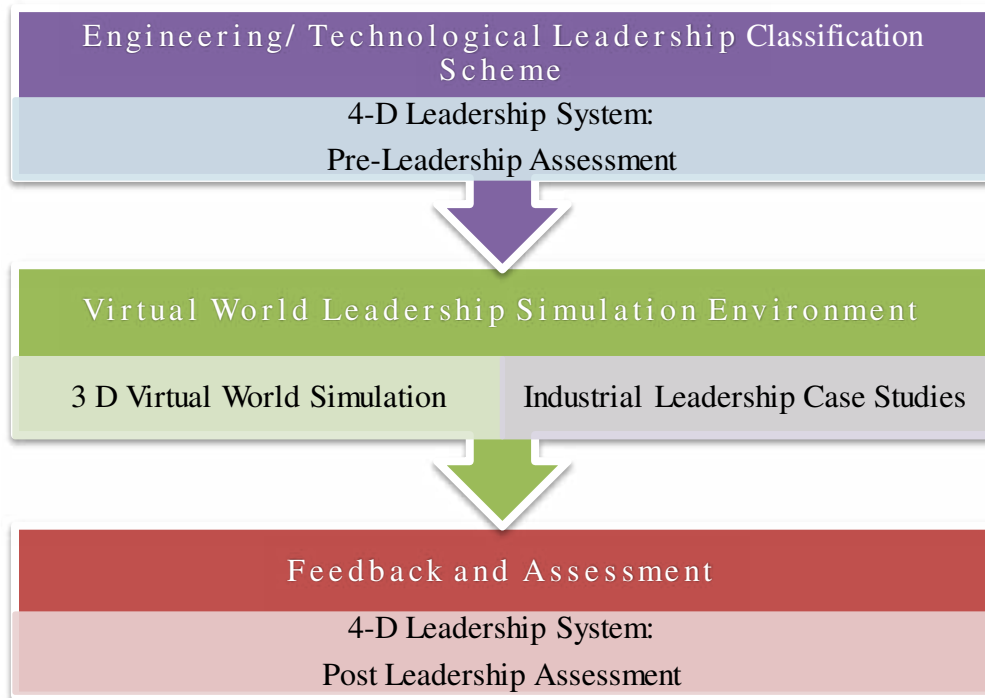 Engineering/ Technological Leadership Classification
Scheme
4-D Leadership System:
Pre-Leadership Assessment
Virtual World Leadership Simulation Environment
3 D Virtual World Simulation
Industrial Leadership Case Studies
Feedback and Assessment
4-D Leadership System:
Post Leadership Assessment